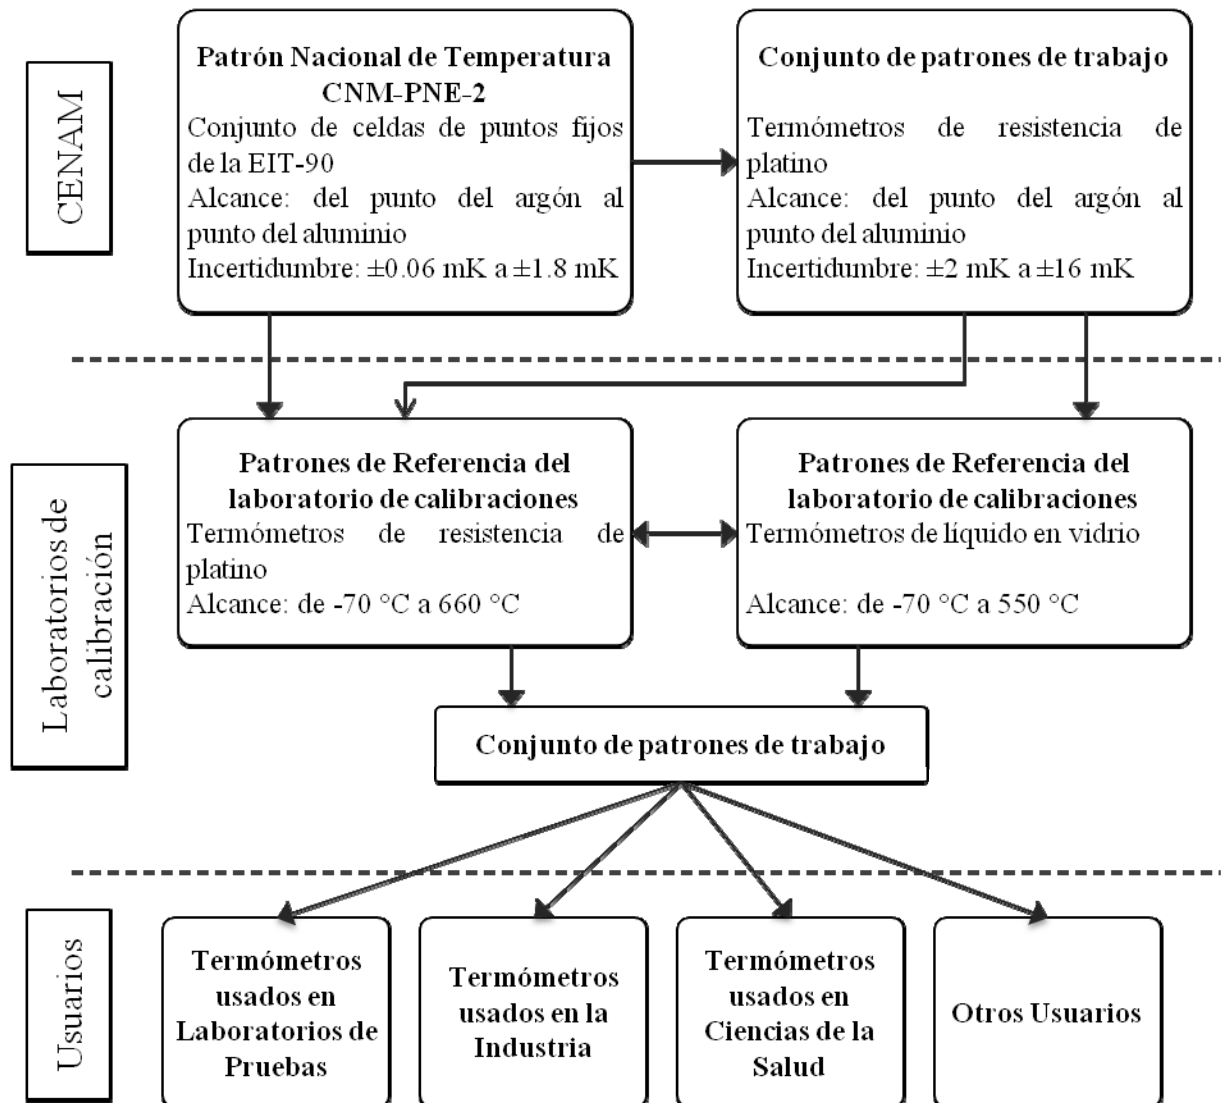 CENAM
Patrón Nacional de Temperatura
CNM-PNE-2
Conjunto de celdas de puntos fijos
de la EIT-90
Alcance: del punto del argón al
punto del aluminio
Incertidumbre: ±0.06 mK a ±1.8 mK
Conjunto de patrones de trabajo
Termómetros de resistencia de
platino
Alcance: del punto del argón al
punto del aluminio
Incertidumbre: ±2 mK a ±16 mK
Laboratorios de
calibración
Patrones de Referencia del
laboratorio de calibraciones
Termómetros de resistencia de
platino
Alcance: de -70 °C a 660 °C
Patrones de Referencia del
laboratorio de calibraciones
Termómetros de líquido en vidrio
Alcance: de -70 °C a 550 °C
Conjunto de patrones de trabajo
Usuarios
Termómetros
usados en
Laboratorios de
Pruebas
Termómetros
usados en la
Industria
Termómetros
usados en
Ciencias de la
Salud
Otros Usuarios